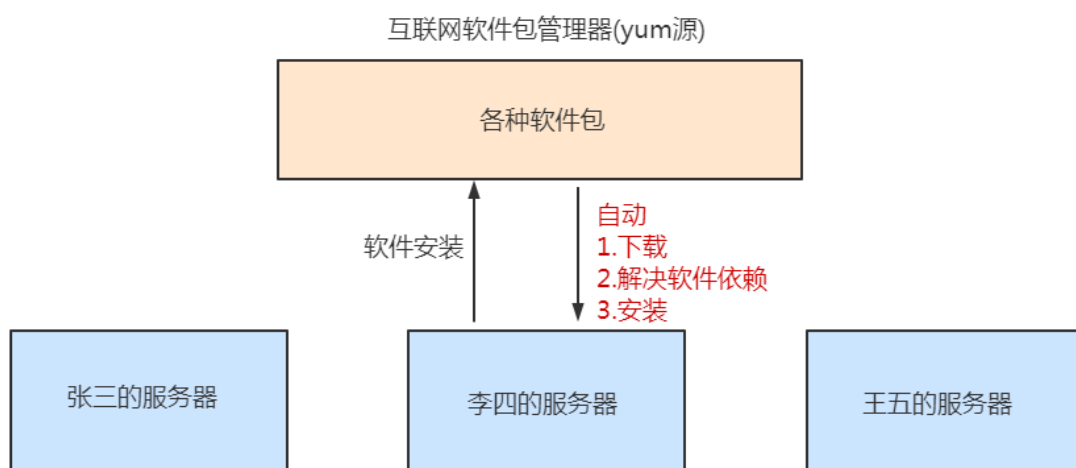 互联网软件包管理器(yum源)
各种软件包
软件安装
自动
1.下载
2.解决软件依赖
3.安装
张三的服务器
李四的服务器
王五的服务器